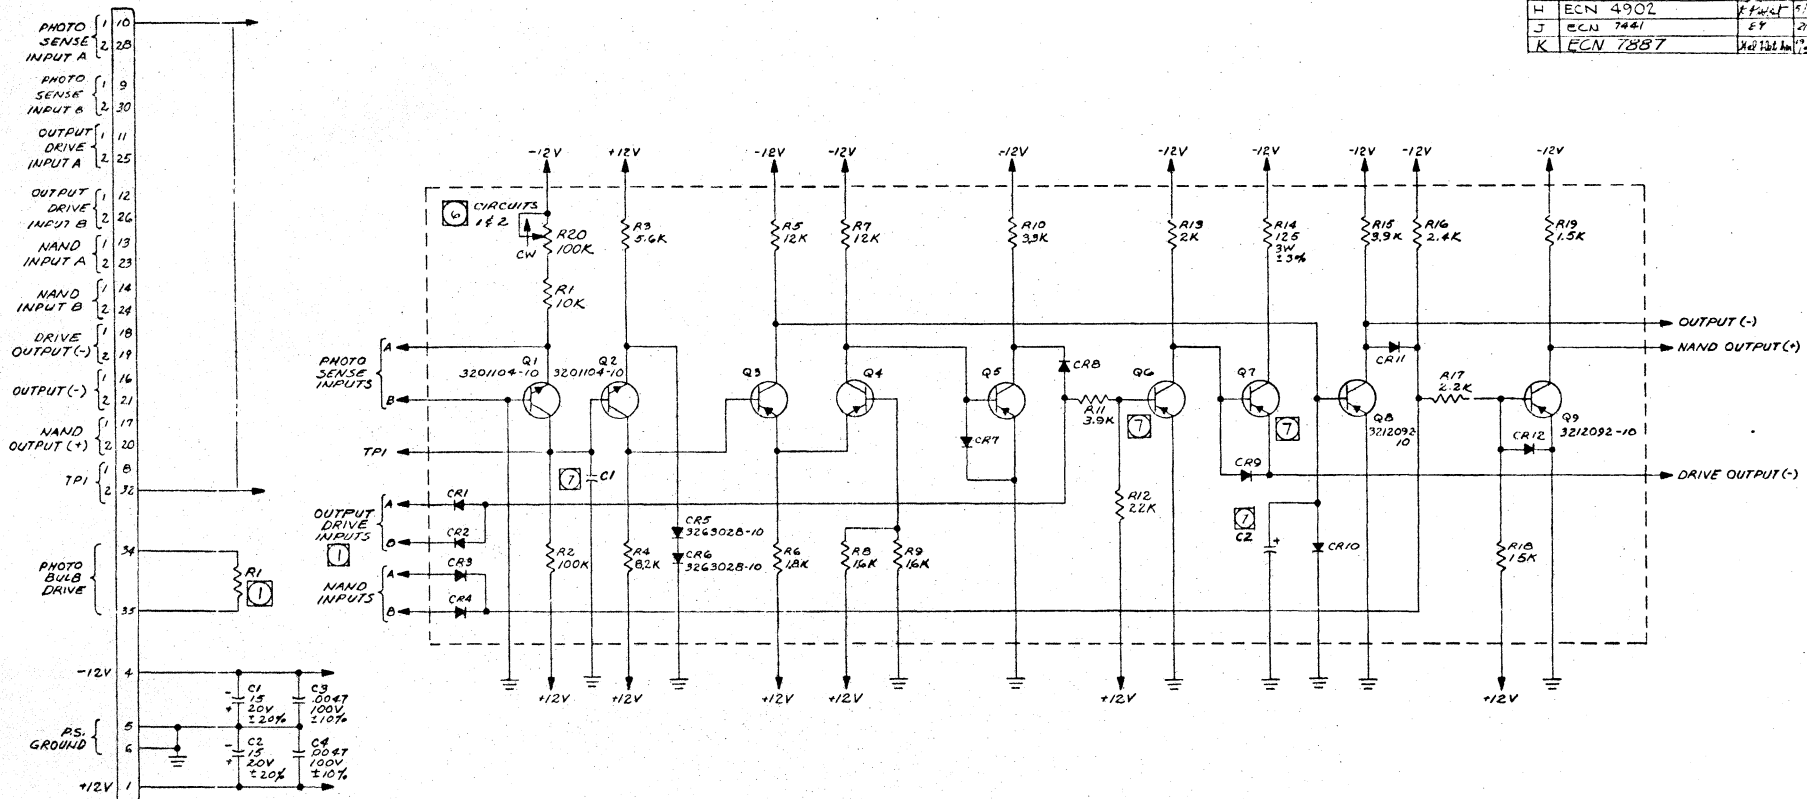 H ECN 4902
J ECN 7441 EY
K ECN 7887
PHOTO SENSE INPUT A 1 10
2 28
PHOTO SENSE INPUT B 1 9
2 30
OUTPUT DRIVE INPUT A 1 11
2 25
OUTPUT DRIVE INPUT B 1 12
2 26
NAND INPUT A 1 13
2 23
NAND INPUT B 1 14
2 24
DRIVE OUTPUT(-) 1 18
2 19
OUTPUT(-) 1 16
2 21
NAND OUTPUT(+) 1 17
2 20
TP1 1 8
2 32
PHOTO BULB DRIVE 34
35
R1
1
-12V 4
P.S. GROUND 5
6
+12V 1
C1
15
20V
±20%
C3
.0047
100V
±10%
C2
15
20V
±20%
C4
.0047
100V
±10%
-12V +12V -12V -12V -12V -12V -12V -12V -12V -12V
6 CIRCUITS
1 & 2
CW
R20
100K
R1
10K
R3
5.6K
R5
12K
R7
12K
R10
3.9K
R13
2K
R14
125
3W
±3%
R15
3.9K
R16
2.4K
R19
1.5K
OUTPUT(-)
NAND OUTPUT(+)
DRIVE OUTPUT(-)
PHOTO SENSE INPUTS
A
B
Q1
3201104-10
Q2
3201104-10
Q3
Q4
Q5
CR7
CR8
R11
3.9K
7
Q6
Q7
7
CR9
Q8
3212092
10
CR11
R17
2.2K
Q9
3212092-10
CR12
TP1
7
C1
OUTPUT DRIVE INPUTS
1
A
B
CR1
CR2
NAND INPUTS
A
B
CR3
CR4
R2
100K
R4
8.2K
CR5
3263028-10
CR6
3263028-10
R6
1.8K
R8
1.6K
R9
1.6K
R12
22K
7
C2
+
CR10
R18
15K
+12V +12V +12V +12V +12V +12V